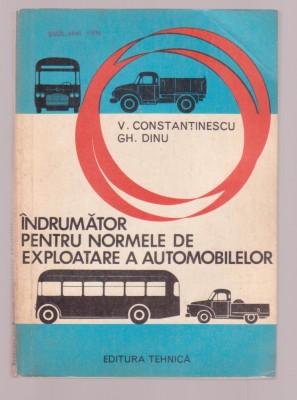 V. CONSTANTINESCU
GH. DINU
ÎNDRUMĂTOR
PENTRU NORMELE DE
EXPLOATARE A AUTOMOBILELOR
EDITURA TEHNICĂ